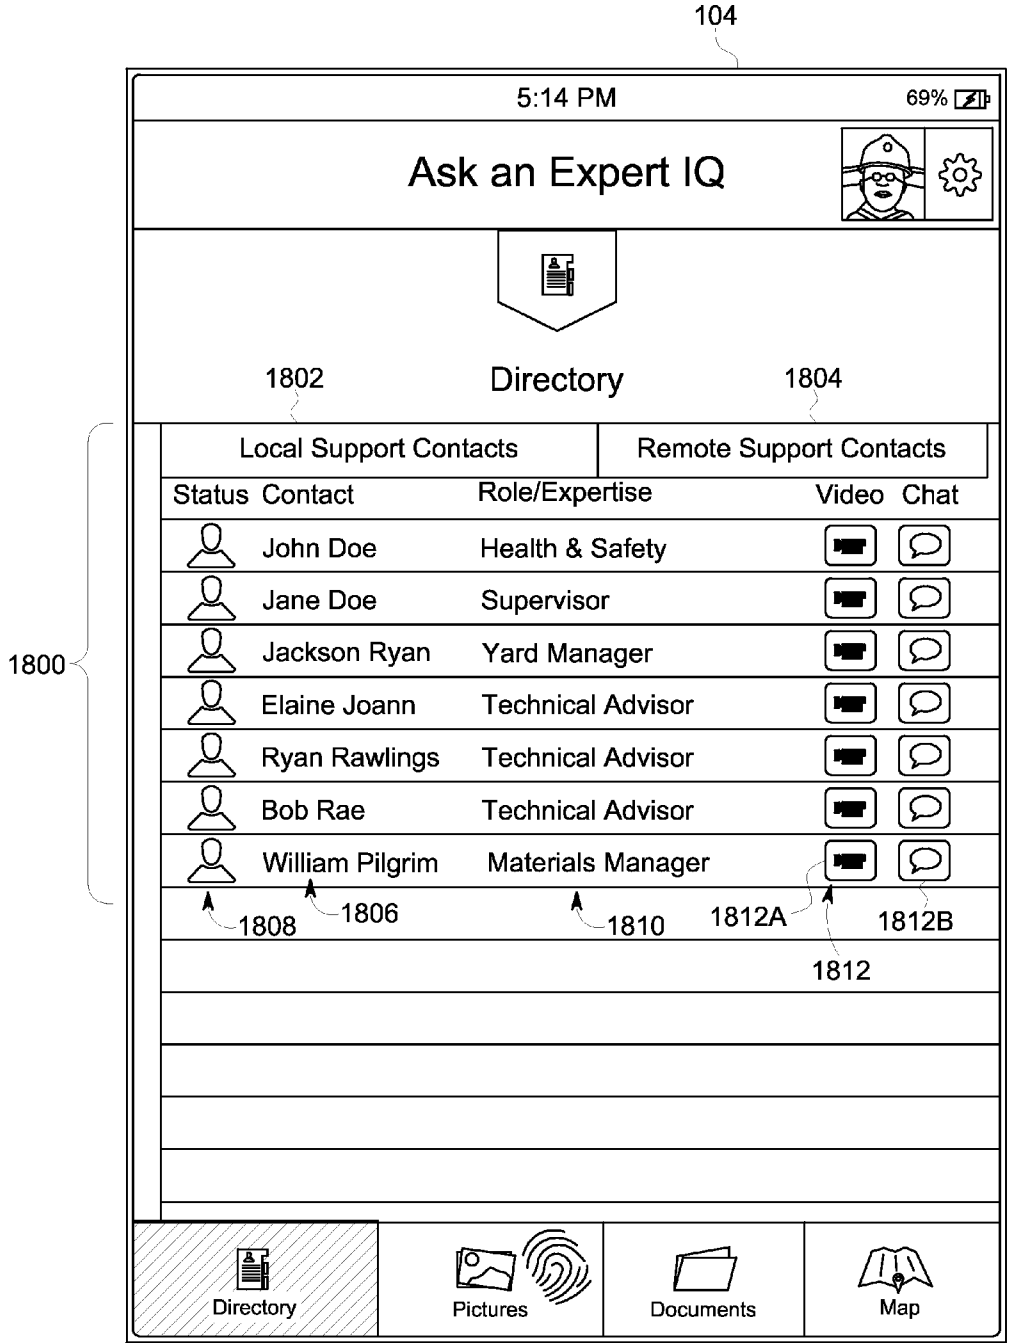 104
5:14 PM 69%
Ask an Expert IQ
Directory
1802 1804
Local Support Contacts Remote Support Contacts
Status Contact Role/Expertise Video Chat
John Doe Health & Safety
Jane Doe Supervisor
1800 Jackson Ryan Yard Manager
Elaine Joann Technical Advisor
Ryan Rawlings Technical Advisor
Bob Rae Technical Advisor
William Pilgrim Materials Manager
1808 1806 1810 1812A 1812B
1812
Directory Pictures Documents Map